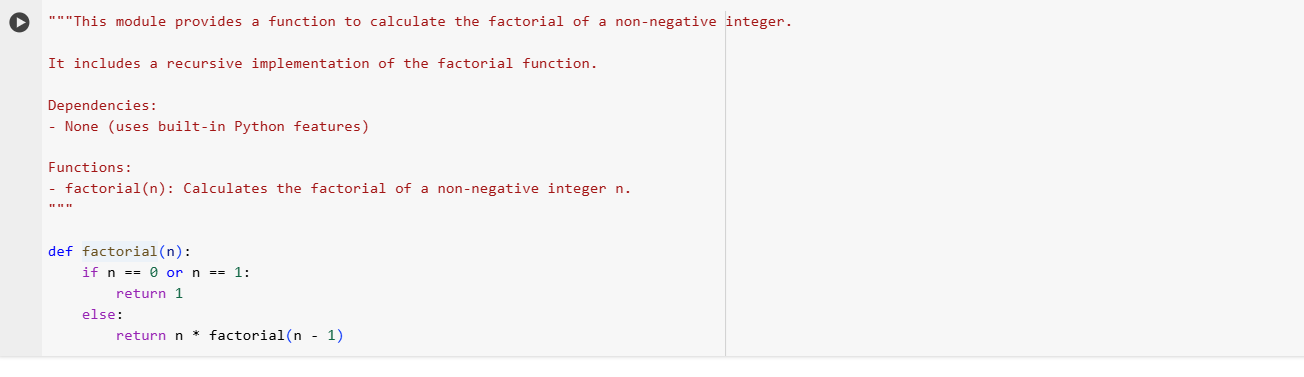 """This module provides a function to calculate the factorial of a non-negative integer.

It includes a recursive implementation of the factorial function.

Dependencies:
- None (uses built-in Python features)

Functions:
- factorial(n): Calculates the factorial of a non-negative integer n.
"""

def factorial(n):
    if n == 0 or n == 1:
        return 1
    else:
        return n * factorial(n - 1)